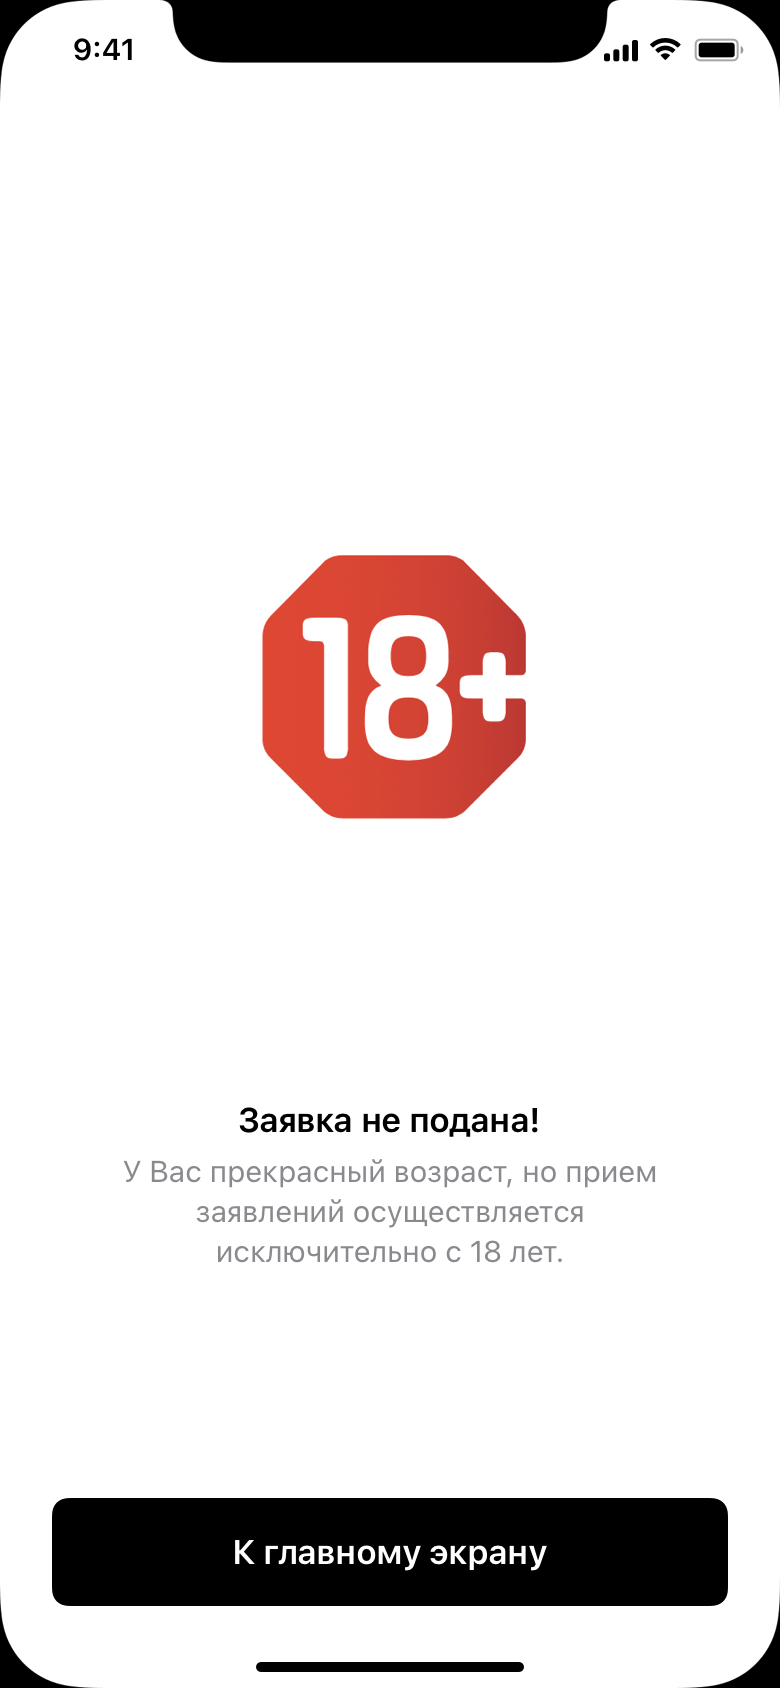 9:41
18+
Заявка не подана!
У Вас прекрасный возраст, но прием
заявлений осуществляется
исключительно с 18 лет.
К главному экрану